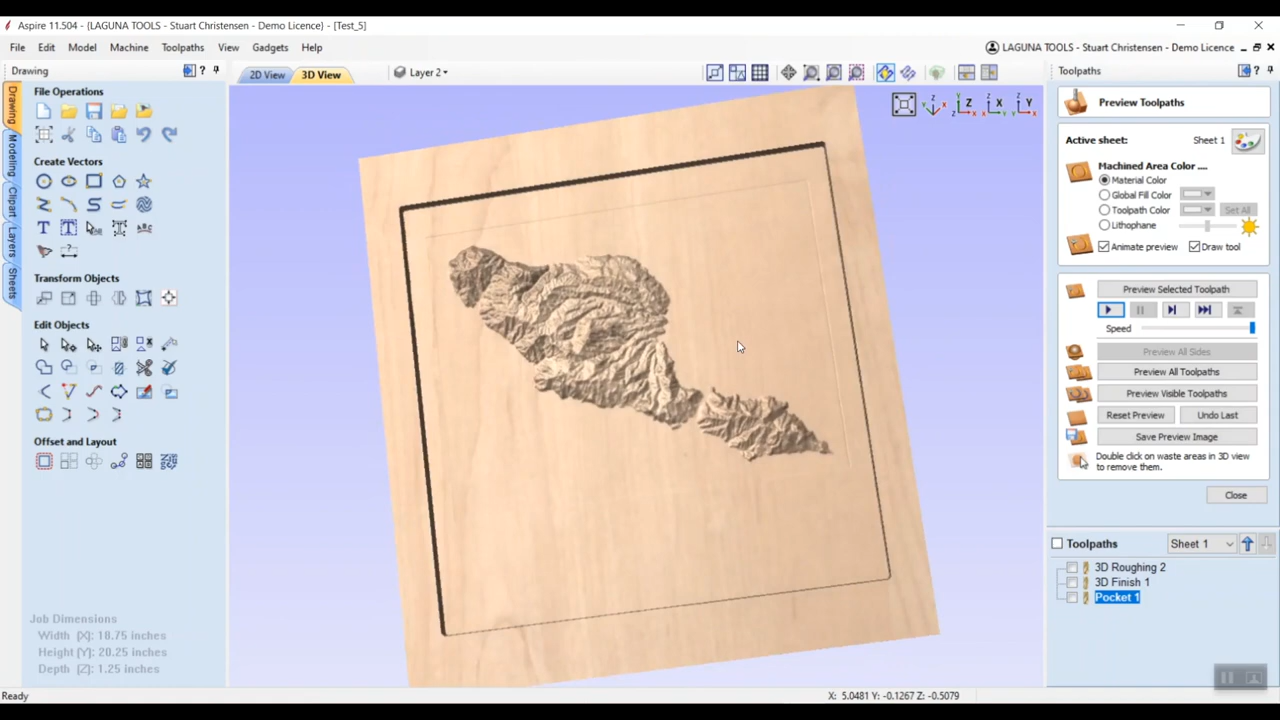 Aspire 11.504 - {LAGUNA TOOLS - Stuart Christensen - Demo Licence} - [Test_5]
File Edit Model Machine Toolpaths View Gadgets Help
LAGUNA TOOLS - Stuart Christensen - Demo Licence
Drawing
2D View
3D View
Layer 2
Toolpaths
Drawing
Modeling
Clipart
Layers
Sheets
File Operations
Create Vectors
Transform Objects
Edit Objects
Offset and Layout
Job Dimensions
Width (X): 18.75 inches
Height (Y): 20.25 inches
Depth (Z): 1.25 inches
Z
X
Y
Preview Toolpaths
Active sheet: Sheet 1
Machined Area Color ....
Material Color
Global Fill Color
Toolpath Color
Set All
Lithophane
Animate preview
Draw tool
Preview Selected Toolpath
Speed
Preview All Sides
Preview All Toolpaths
Preview Visible Toolpaths
Reset Preview
Undo Last
Save Preview Image
Double click on waste areas in 3D view
to remove them.
Close
Toolpaths
Sheet 1
3D Roughing 2
3D Finish 1
Pocket 1
Ready
X: 5.0481 Y: -0.1267 Z: -0.5079